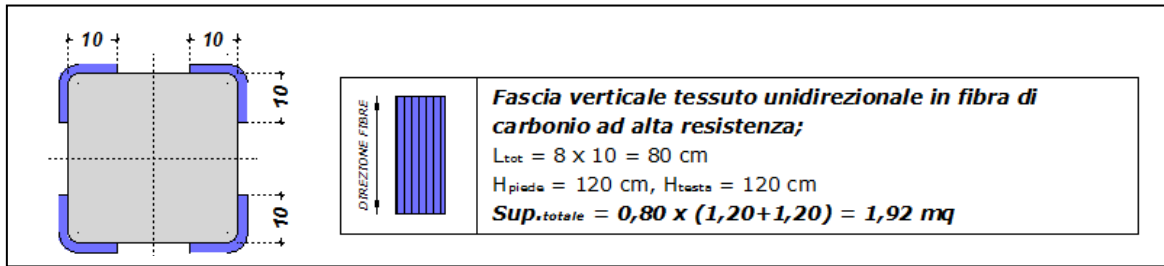 10
10
10
10
DIREZIONE FIBRE
Fascia verticale tessuto unidirezionale in fibra di
carbonio ad alta resistenza;
Ltot = 8 x 10 = 80 cm
Hpiede = 120 cm, Htesta = 120 cm
Sup.totale = 0,80 x (1,20+1,20) = 1,92 mq